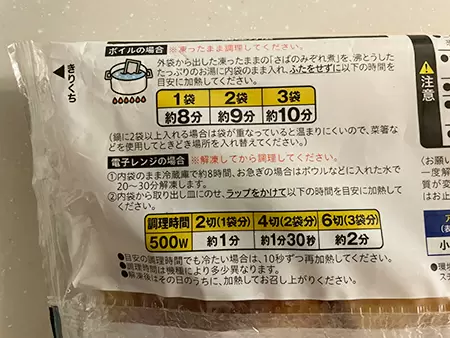 ボイルの場合 ※凍ったまま調理してください。
外袋から出した凍ったままの「さばのみぞれ煮」を、沸とうした
たっぷりのお湯に内袋のまま入れ、ふたをせずに以下の時間を
目安に加熱してください。
きりくち
1袋 2袋 3袋
約8分 約9分 約10分
(鍋に2袋以上入れる場合は袋が重なっていると温まりにくいので、菜箸な
どを使用してときどき場所を入れ替えてください。)
電子レンジの場合 ※解凍してから調理してください。
①内袋のまま冷蔵庫で約8時間、お急ぎの場合はボウルなどに入れた水で
20〜30分解凍します。
②内袋から取り出し皿にのせ、ラップをかけて以下の時間を目安に加熱し
てください。
調理時間 2切(1袋分) 4切(2袋分) 6切(3袋分)
500W 約1分 約1分30秒 約2分
●目安の調理時間でも冷たい場合は、10秒ずつ再加熱してください。
●調理時間は機種により多少異なります。
●解凍後はその日のうちに、加熱してお召し上がりください。
注意
〈お願い
一度解
質が変
はお止
ア
(表
小
●環境